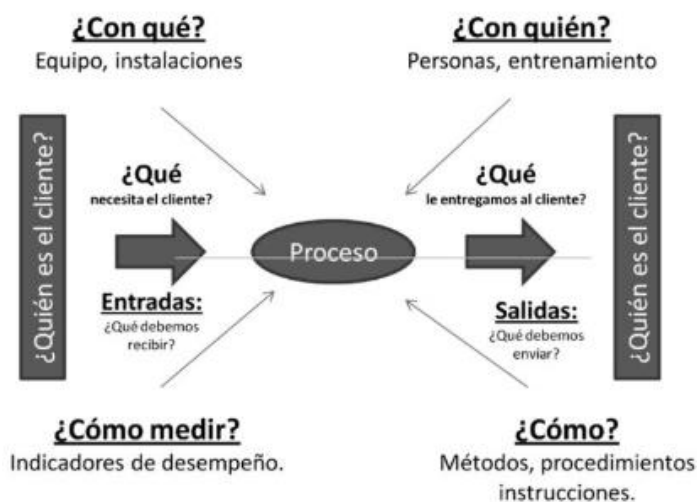 ¿Con qué?
Equipo, instalaciones
¿Con quién?
Personas, entrenamiento
¿Quién es el cliente?
¿Qué
necesita el cliente?
Entradas:
¿Qué debemos
recibir?
Proceso
¿Qué
le entregamos al cliente?
Salidas:
¿Qué debemos
enviar?
¿Quién es el cliente?
¿Cómo medir?
Indicadores de desempeño.
¿Cómo?
Métodos, procedimientos
instrucciones.